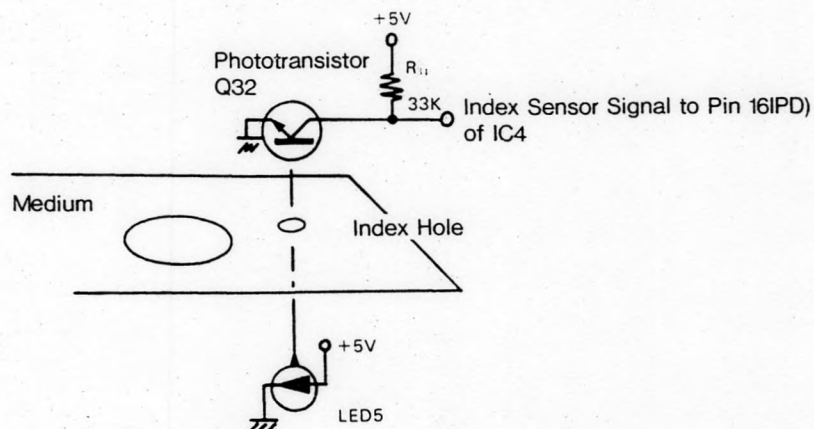 +5V
Phototransistor
Q32
33K
Index Sensor Signal to Pin 16IPD)
of IC4
Medium
Index Hole
+5V
LED5